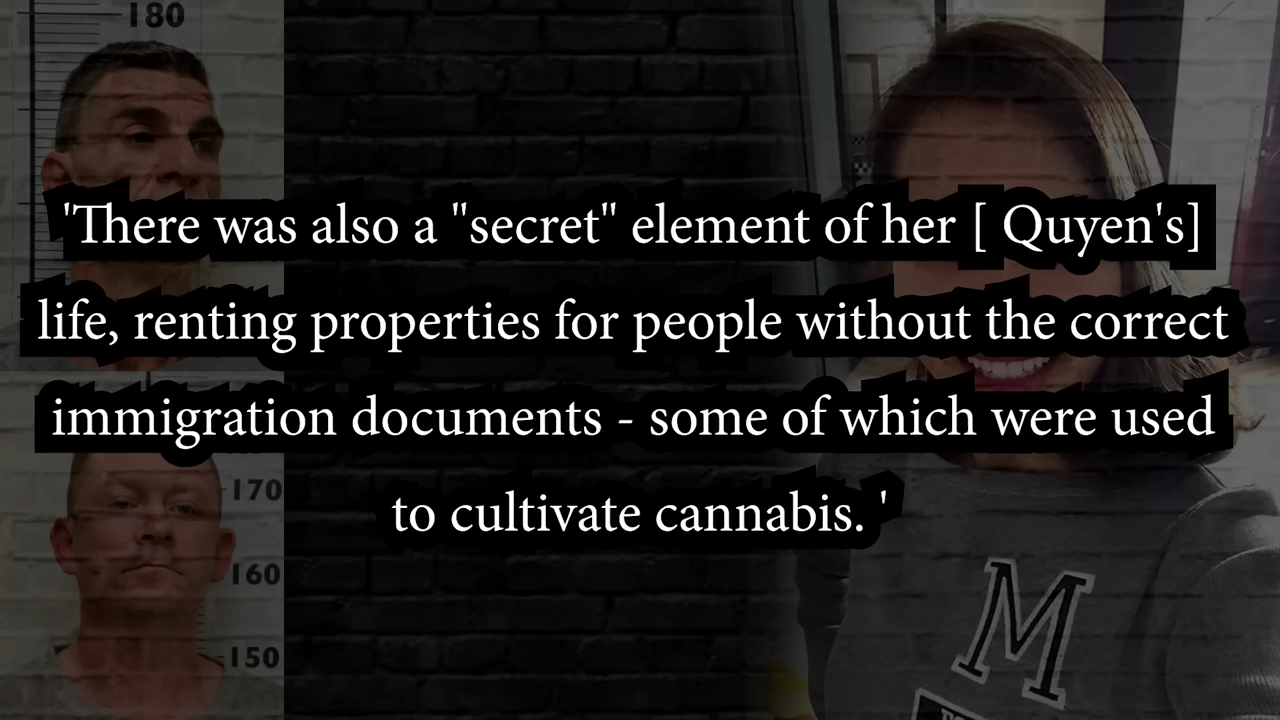 180
'There was also a "secret" element of her [ Quyen's]
life, renting properties for people without the correct
immigration documents - some of which were used
to cultivate cannabis. '
170
160
150
M